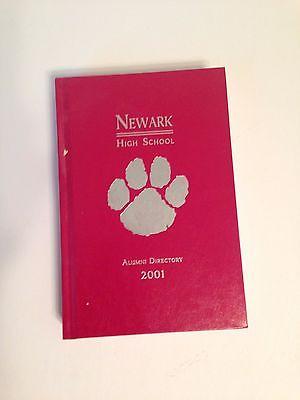 NEWARK
HIGH SCHOOL
ALUMNI DIRECTORY
2001